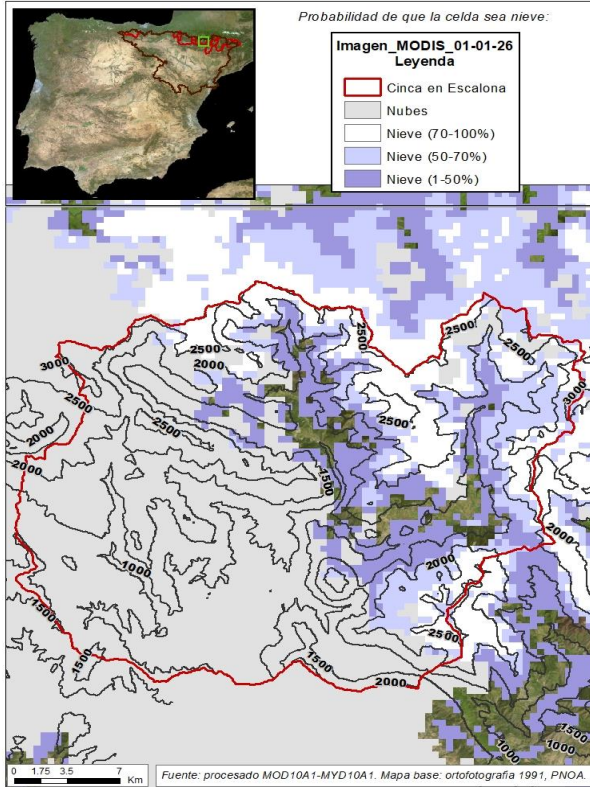 Probabilidad de que la celda sea nieve:
Imagen_MODIS_01-01-26
Leyenda
Cinca en Escalona
Nubes
Nieve (70-100%)
Nieve (50-70%)
Nieve (1-50%)
2500
2500
2500
2500
3000
2000
3000
2500
2500
2000
2500
2000
1500
2000
1000
2000
2000
1500
1500
2500
1500
2000
1500
1000
1000
0 1.75 3.5 7
Km
Fuente: procesado MOD10A1-MYD10A1. Mapa base: ortofotografía 1991, PNOA.